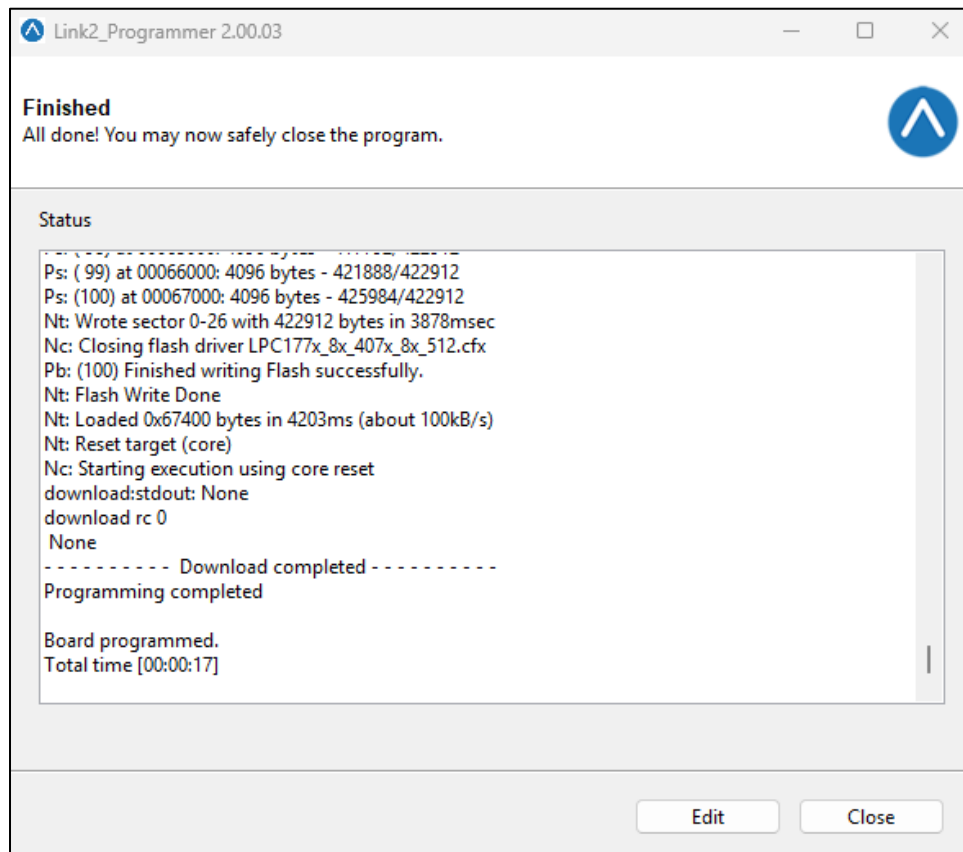 Link2_Programmer 2.00.03
Finished
All done! You may now safely close the program.
Status
Ps: ( 99) at 00066000: 4096 bytes - 421888/422912
Ps: (100) at 00067000: 4096 bytes - 425984/422912
Nt: Wrote sector 0-26 with 422912 bytes in 3878msec
Nc: Closing flash driver LPC177x_8x_407x_8x_512.cfx
Pb: (100) Finished writing Flash successfully.
Nt: Flash Write Done
Nt: Loaded 0x67400 bytes in 4203ms (about 100kB/s)
Nt: Reset target (core)
Nc: Starting execution using core reset
download:stdout: None
download rc 0
None
- - - - - - - - - - Download completed - - - - - - - - - -
Programming completed
Board programmed.
Total time [00:00:17]
Edit
Close